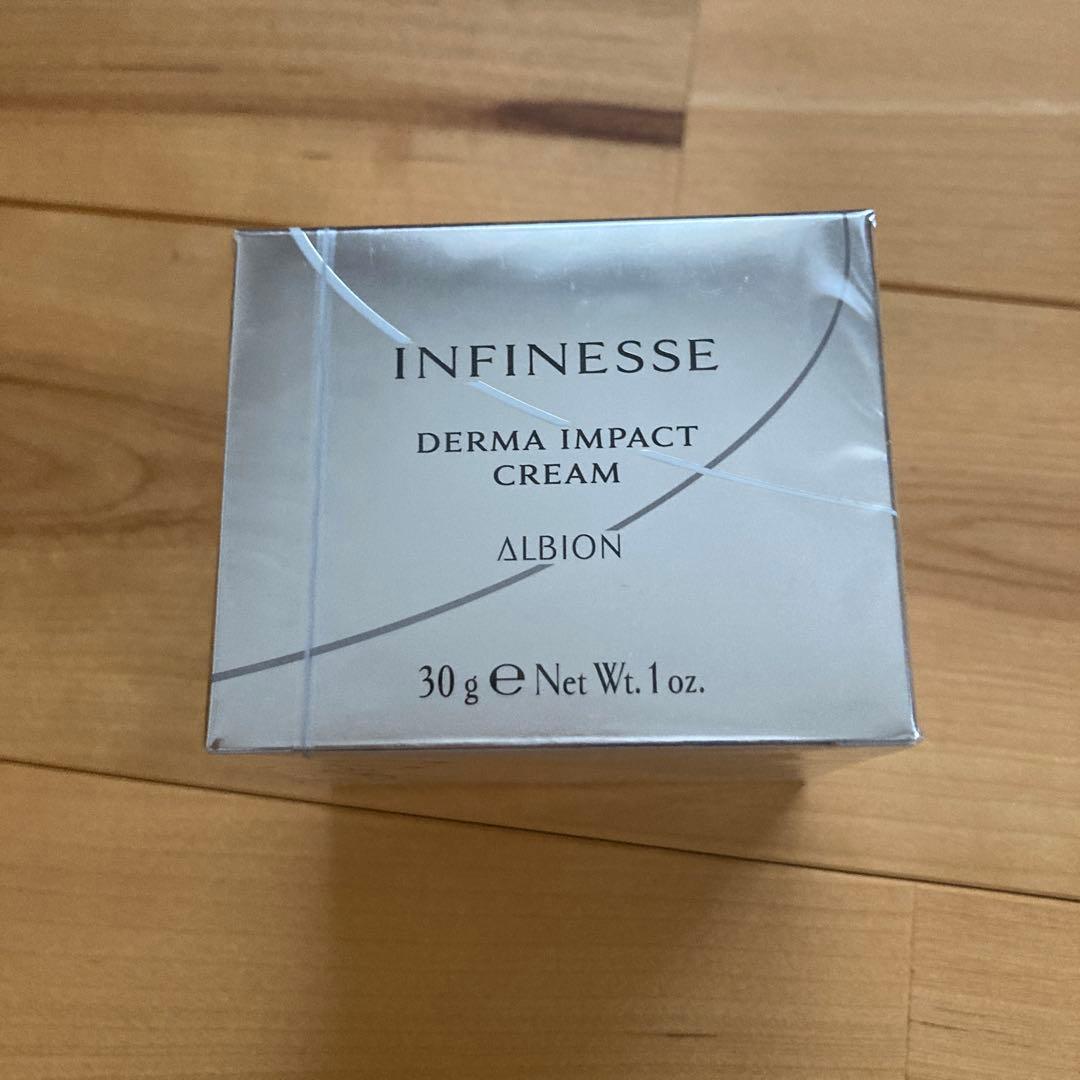 INFINESSE
DERMA IMPACT
CREAM
ALBION
30 g ℮ Net Wt. 1 oz.